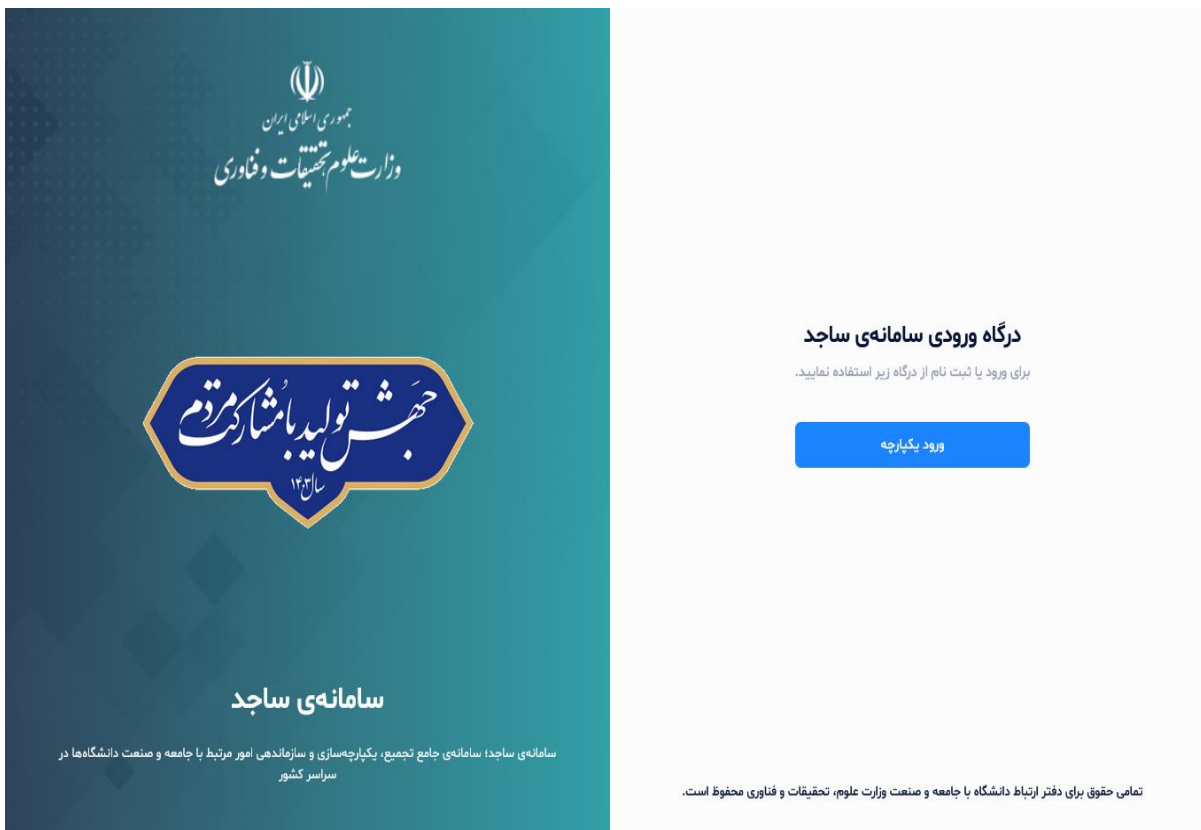 جمهوری اسلامی ایران
وزارت علوم تحقیقات و فناوری
جهَش تولید با مُشارکت مردم
سال ۱۴۰۳
سامانه‌ی ساجد
سامانه‌ی ساجد؛ سامانه‌ی جامع تجمیع، یکپارچه‌سازی و سازماندهی امور مرتبط با جامعه و صنعت دانشگاه‌ها در
سراسر کشور
درگاه ورودی سامانه‌ی ساجد
برای ورود یا ثبت نام از درگاه زیر استفاده نمایید.
ورود یکپارچه
تمامی حقوق برای دفتر ارتباط دانشگاه با جامعه و صنعت وزارت علوم، تحقیقات و فناوری محفوظ است.